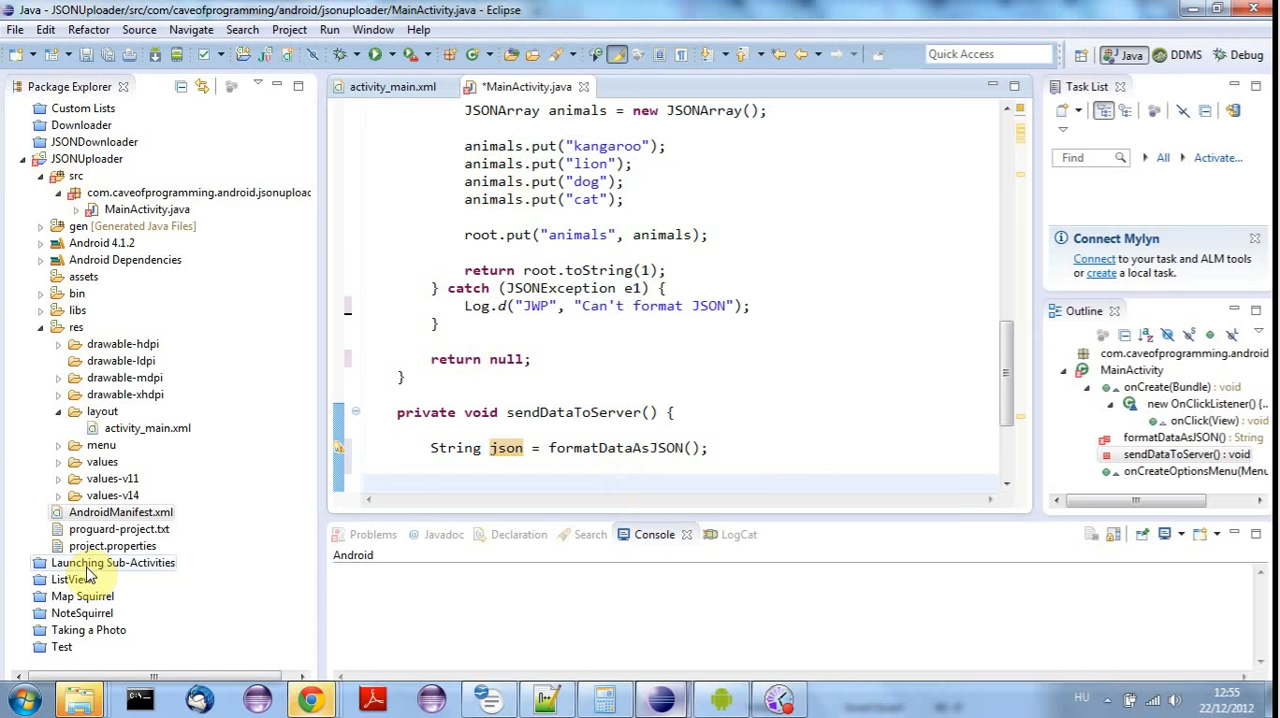 Java - JSONUploader/src/com/caveofprogramming/android/jsonuploader/MainActivity.java - Eclipse
File Edit Refactor Source Navigate Search Project Run Window Help
Quick Access Java DDMS Debug
Package Explorer
Custom Lists
Downloader
JSONDownloader
JSONUploader
src
com.caveofprogramming.android.jsonupload
MainActivity.java
gen [Generated Java Files]
Android 4.1.2
Android Dependencies
assets
bin
libs
res
drawable-hdpi
drawable-ldpi
drawable-mdpi
drawable-xhdpi
layout
activity_main.xml
menu
values
values-v11
values-v14
AndroidManifest.xml
proguard-project.txt
project.properties
Launching Sub-Activities
ListView
Map Squirrel
NoteSquirrel
Taking a Photo
Test
activity_main.xml *MainActivity.java
JSONArray animals = new JSONArray();
animals.put("kangaroo");
animals.put("lion");
animals.put("dog");
animals.put("cat");
root.put("animals", animals);
return root.toString(1);
} catch (JSONException e1) {
Log.d("JWP", "Can't format JSON");
}
return null;
}
private void sendDataToServer() {
String json = formatDataAsJSON();
Problems Javadoc Declaration Search Console LogCat
Android
Task List
Find All Activate...
Connect Mylyn
Connect to your task and ALM tools
or create a local task.
Outline
com.caveofprogramming.android
MainActivity
onCreate(Bundle) : void
new OnClickListener() {...
onClick(View) : void
formatDataAsJSON() : String
sendDataToServer() : void
onCreateOptionsMenu(Menu
HU
12:55
22/12/2012